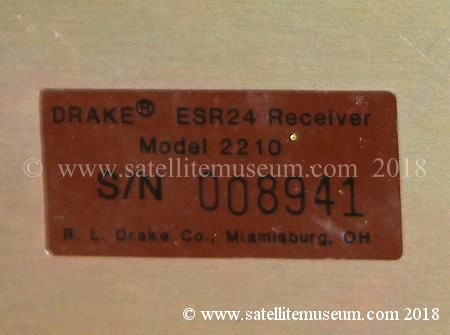 DRAKE® ESR24 Receiver
Model 2210
© www.satellitemuseum.com 2018
S/N 008941
R. L. Drake Co., Miamisburg, OH
© www.satellitemuseum.com 2018